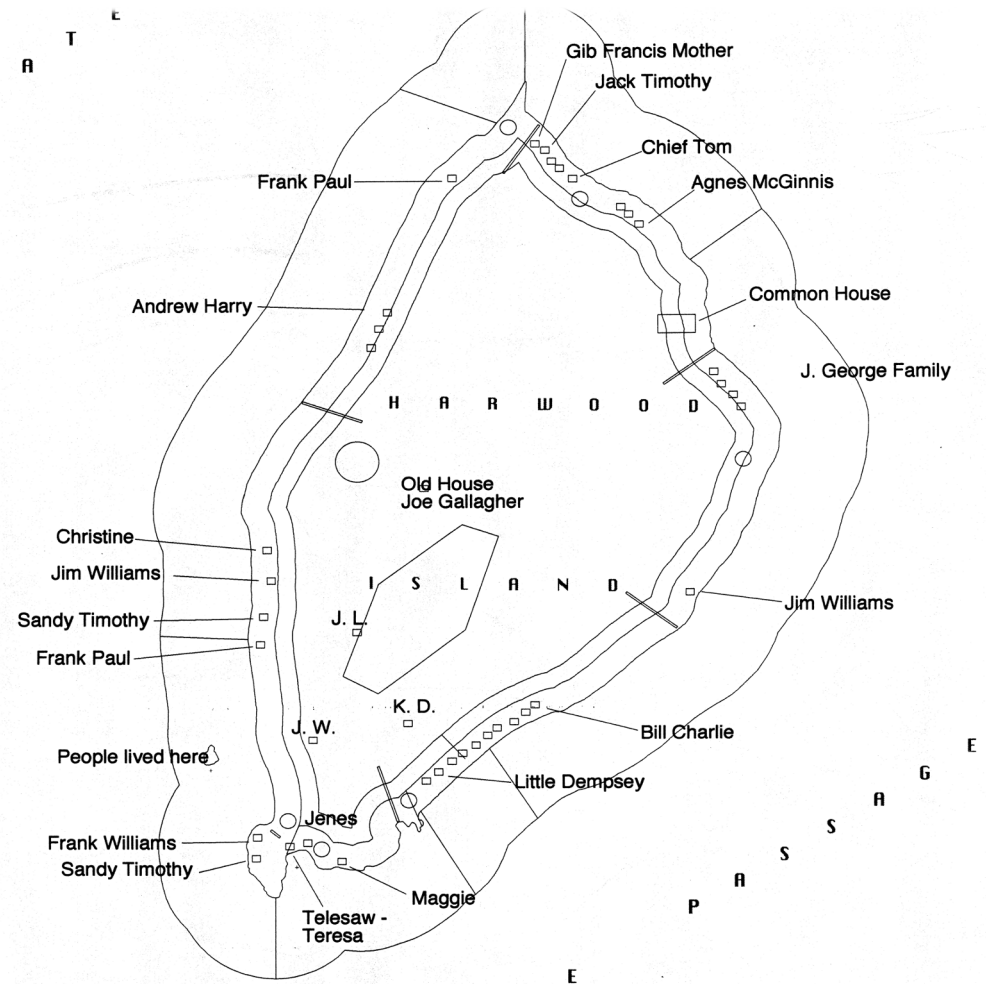 E
T
A
Gib Francis Mother
Jack Timothy
Chief Tom
Agnes McGinnis
Frank Paul
Common House
Andrew Harry
J. George Family
H A R W O O D
Old House
Joe Gallagher
Christine
Jim Williams
I S L A N D
Jim Williams
Sandy Timothy
J. L.
Frank Paul
K. D.
J. W.
Bill Charlie
People lived here
Little Dempsey
E
G
A
S
S
A
P
Jenes
Frank Williams
Sandy Timothy
Maggie
Telesaw -
Teresa
E